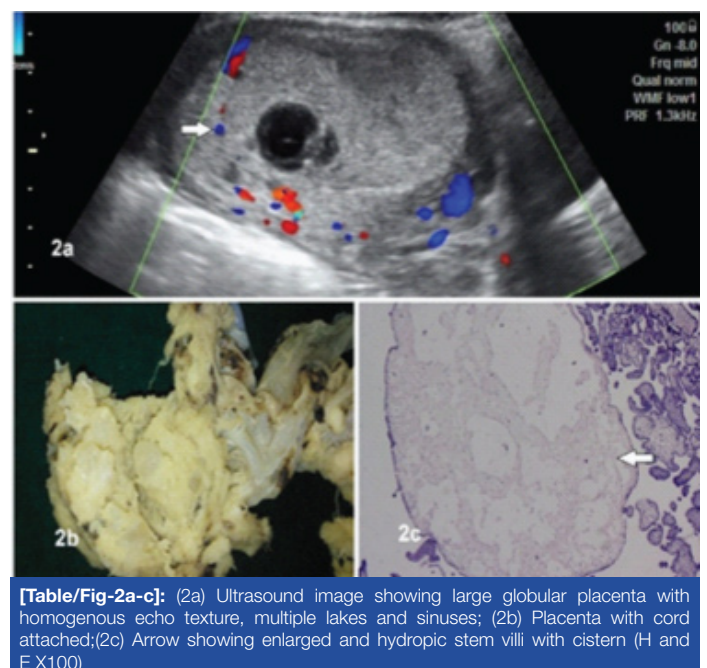 100
Gn -8.0
Frq mid
Qual norm
WMF low1
PRF 1.3kHz
2a
2b
2c
[Table/Fig-2a-c]: (2a) Ultrasound image showing large globular placenta with
homogenous echo texture, multiple lakes and sinuses; (2b) Placenta with cord
attached;(2c) Arrow showing enlarged and hydropic stem villi with cistern (H and
E X100)